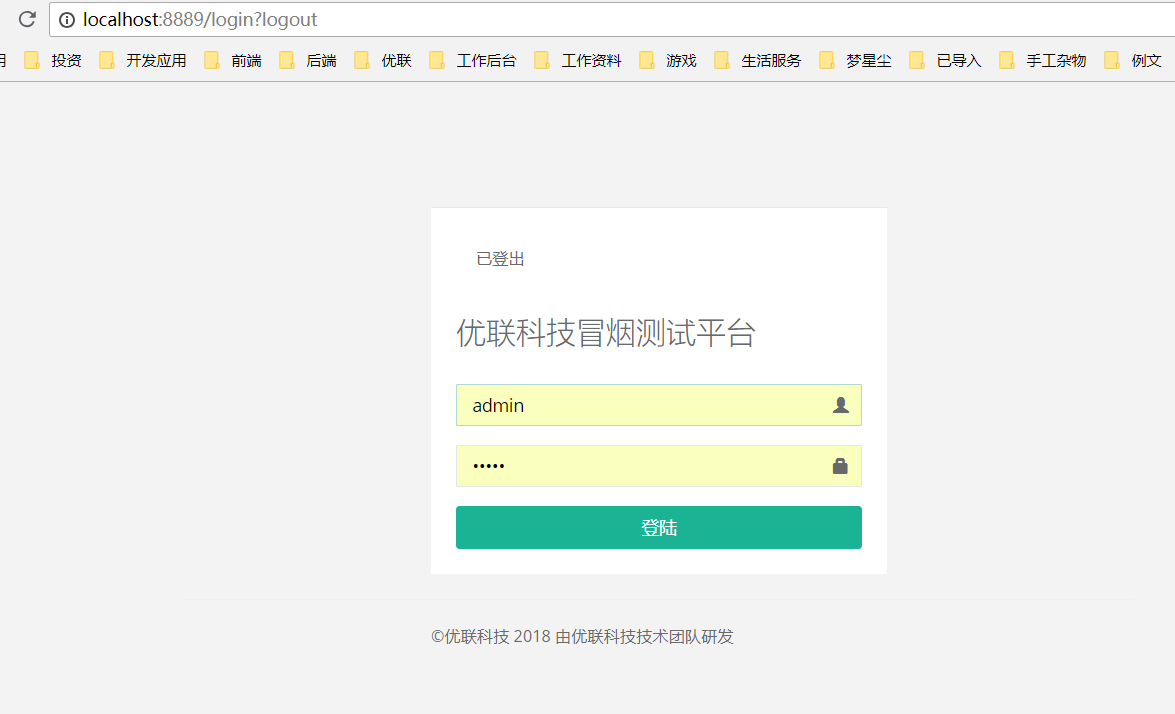 localhost:8889/login?logout
投资 开发应用 前端 后端 优联 工作后台 工作资料 游戏 生活服务 梦星尘 已导入 手工杂物 例文
已登出
优联科技冒烟测试平台
admin
•••••
登陆
©优联科技 2018 由优联科技技术团队研发